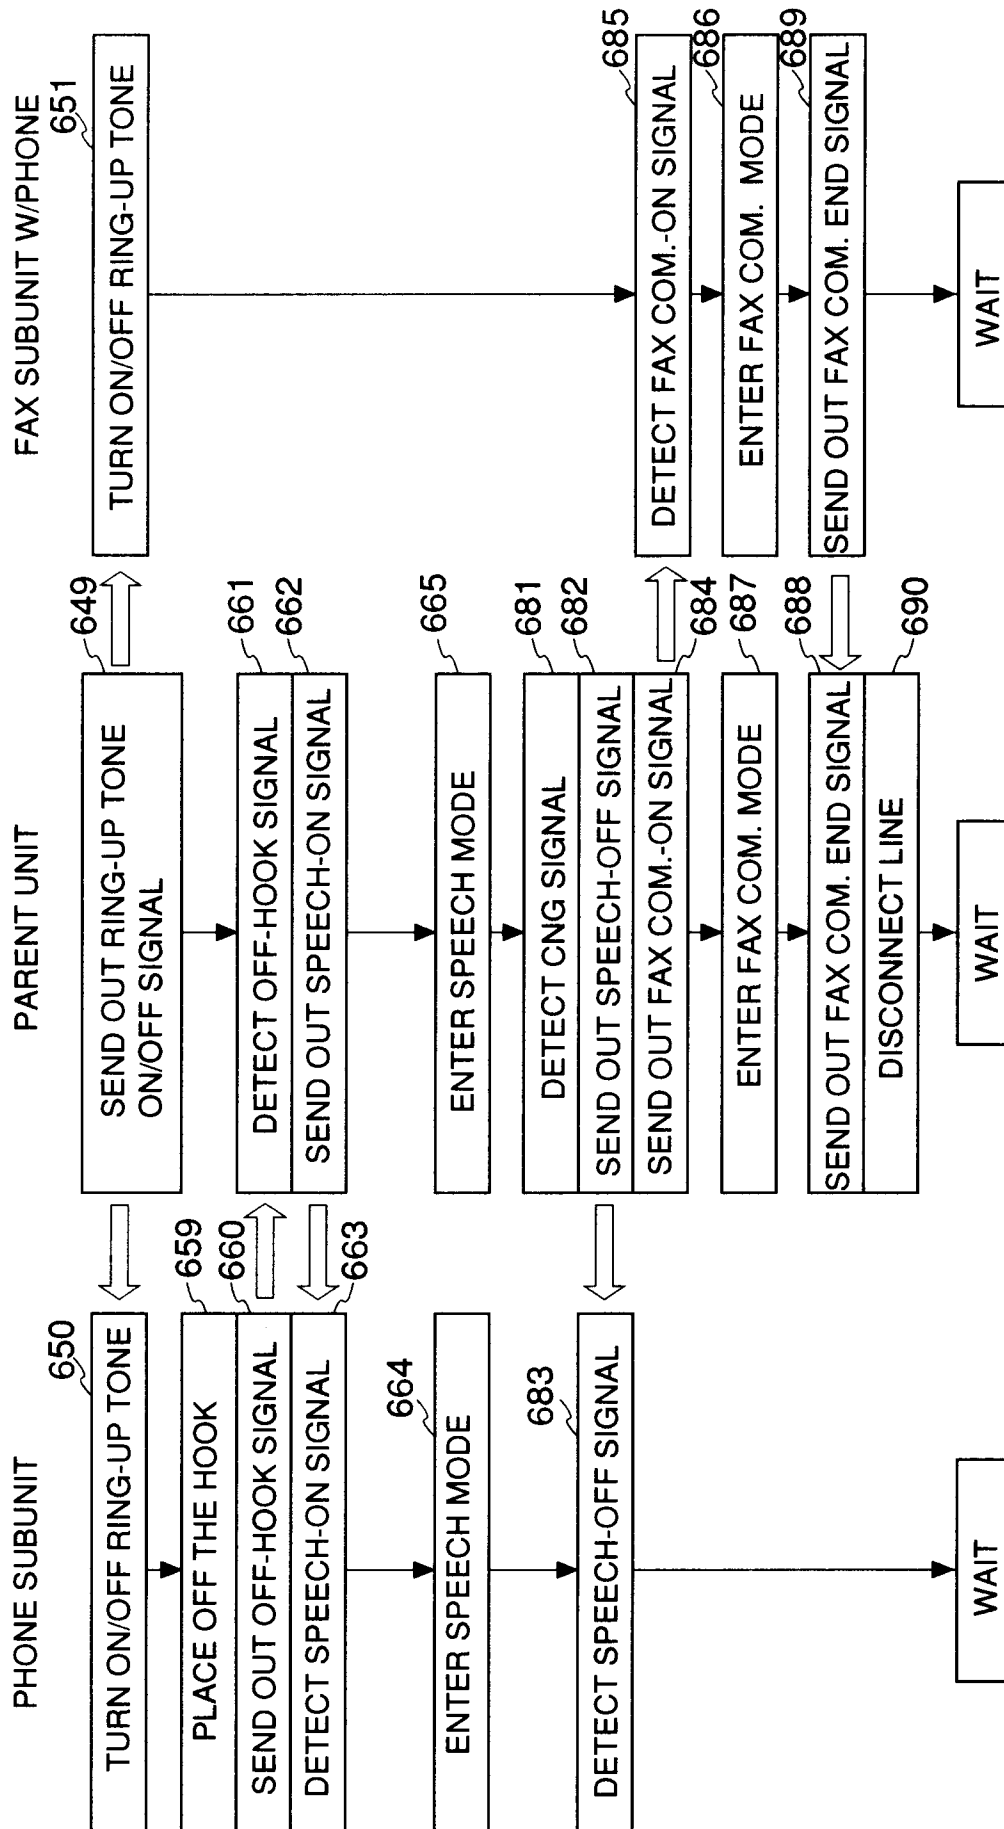 PHONE SUBUNIT
650
TURN ON/OFF RING-UP TONE
659
PLACE OFF THE HOOK
660
SEND OUT OFF-HOOK SIGNAL
663
DETECT SPEECH-ON SIGNAL
664
ENTER SPEECH MODE
683
DETECT SPEECH-OFF SIGNAL
WAIT
PARENT UNIT
649
SEND OUT RING-UP TONE
ON/OFF SIGNAL
661
DETECT OFF-HOOK SIGNAL
662
SEND OUT SPEECH-ON SIGNAL
665
ENTER SPEECH MODE
681
DETECT CNG SIGNAL
682
SEND OUT SPEECH-OFF SIGNAL
684
SEND OUT FAX COM.-ON SIGNAL
687
ENTER FAX COM. MODE
688
SEND OUT FAX COM. END SIGNAL
690
DISCONNECT LINE
WAIT
FAX SUBUNIT W/PHONE
651
TURN ON/OFF RING-UP TONE
685
DETECT FAX COM.-ON SIGNAL
686
ENTER FAX COM. MODE
689
SEND OUT FAX COM. END SIGNAL
WAIT